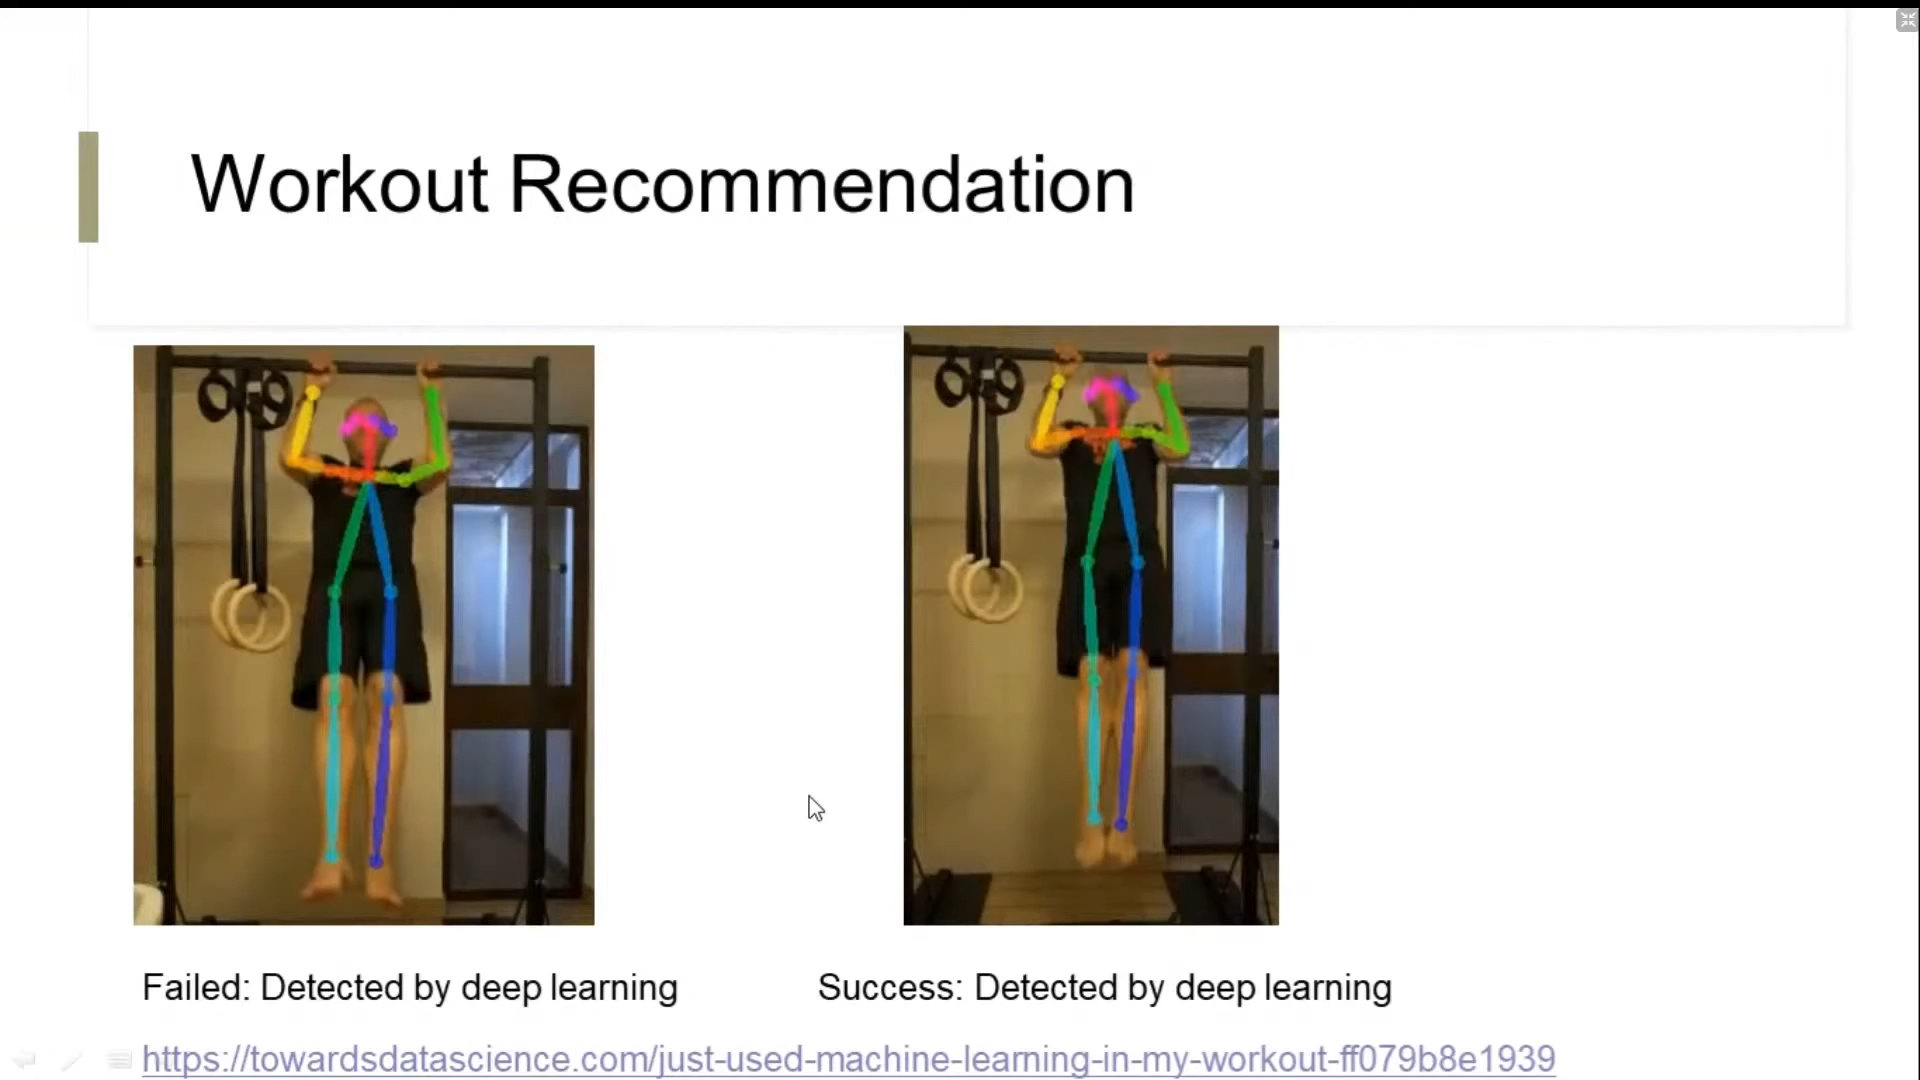 Workout Recommendation
Failed: Detected by deep learning
Success: Detected by deep learning
https://towardsdatascience.com/just-used-machine-learning-in-my-workout-ff079b8e1939